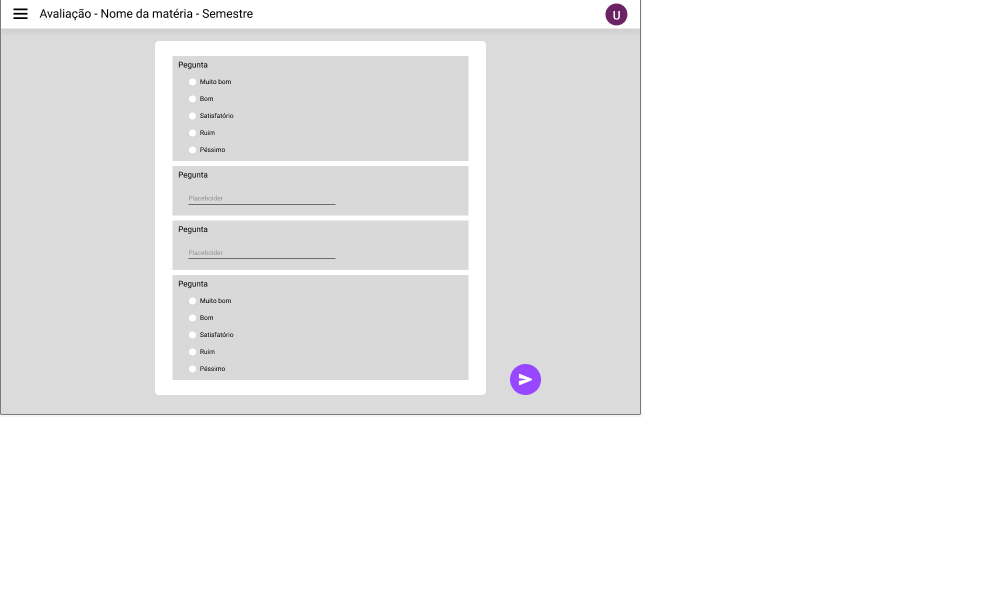 Avaliação - Nome da matéria - Semestre
U
Pegunta
Muito bom
Bom
Satisfatório
Ruim
Péssimo
Pegunta
Placeholder
Pegunta
Placeholder
Pegunta
Muito bom
Bom
Satisfatório
Ruim
Péssimo